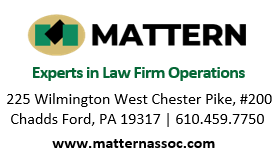 MATTERN
Experts in Law Firm Operations
225 Wilmington West Chester Pike, #200
Chadds Ford, PA 19317 | 610.459.7750
www.matternassoc.com